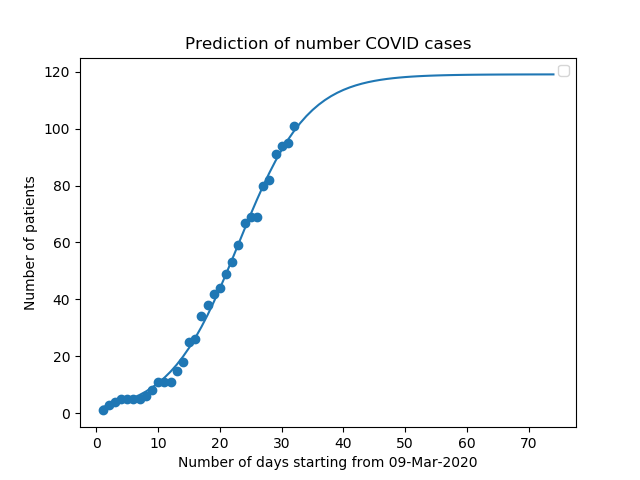 Prediction of number COVID cases
120
100
80
60
40
20
0
Number of patients
0 10 20 30 40 50 60 70
Number of days starting from 09-Mar-2020